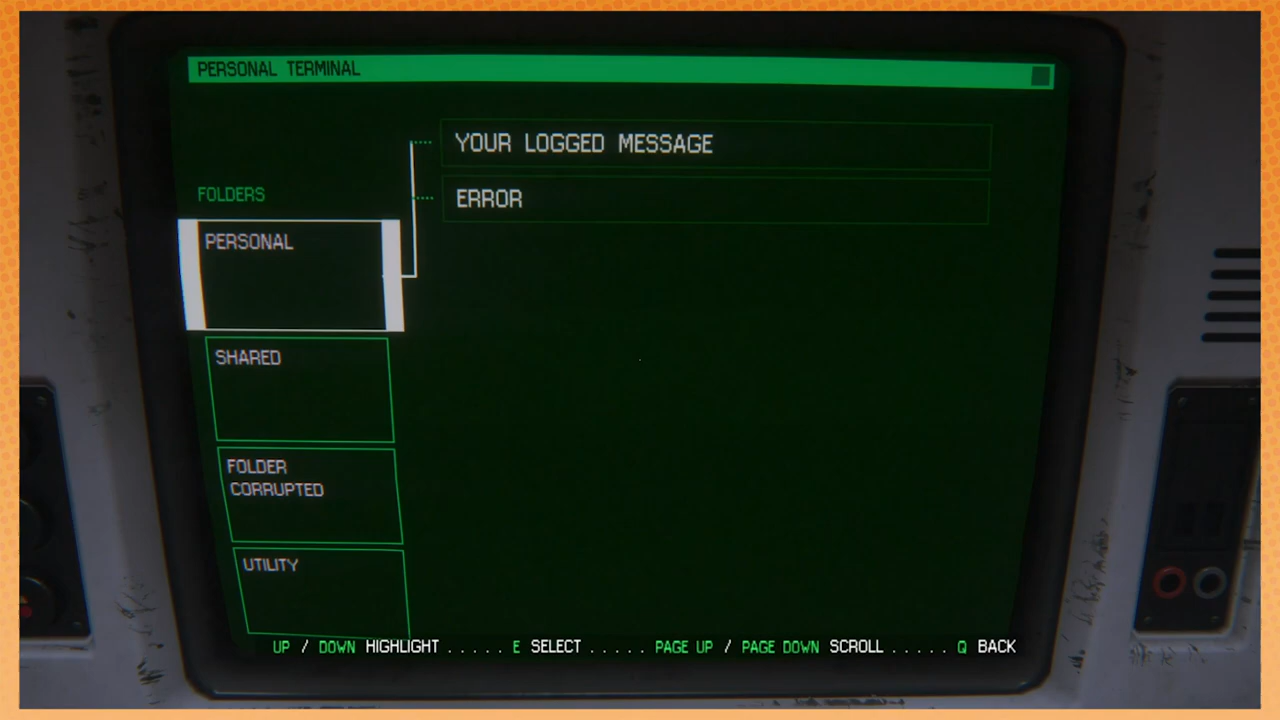 PERSONAL TERMINAL
YOUR LOGGED MESSAGE
ERROR
FOLDERS
PERSONAL
SHARED
FOLDER
CORRUPTED
UTILITY
UP / DOWN HIGHLIGHT ..... E SELECT ..... PAGE UP / PAGE DOWN SCROLL ..... Q BACK